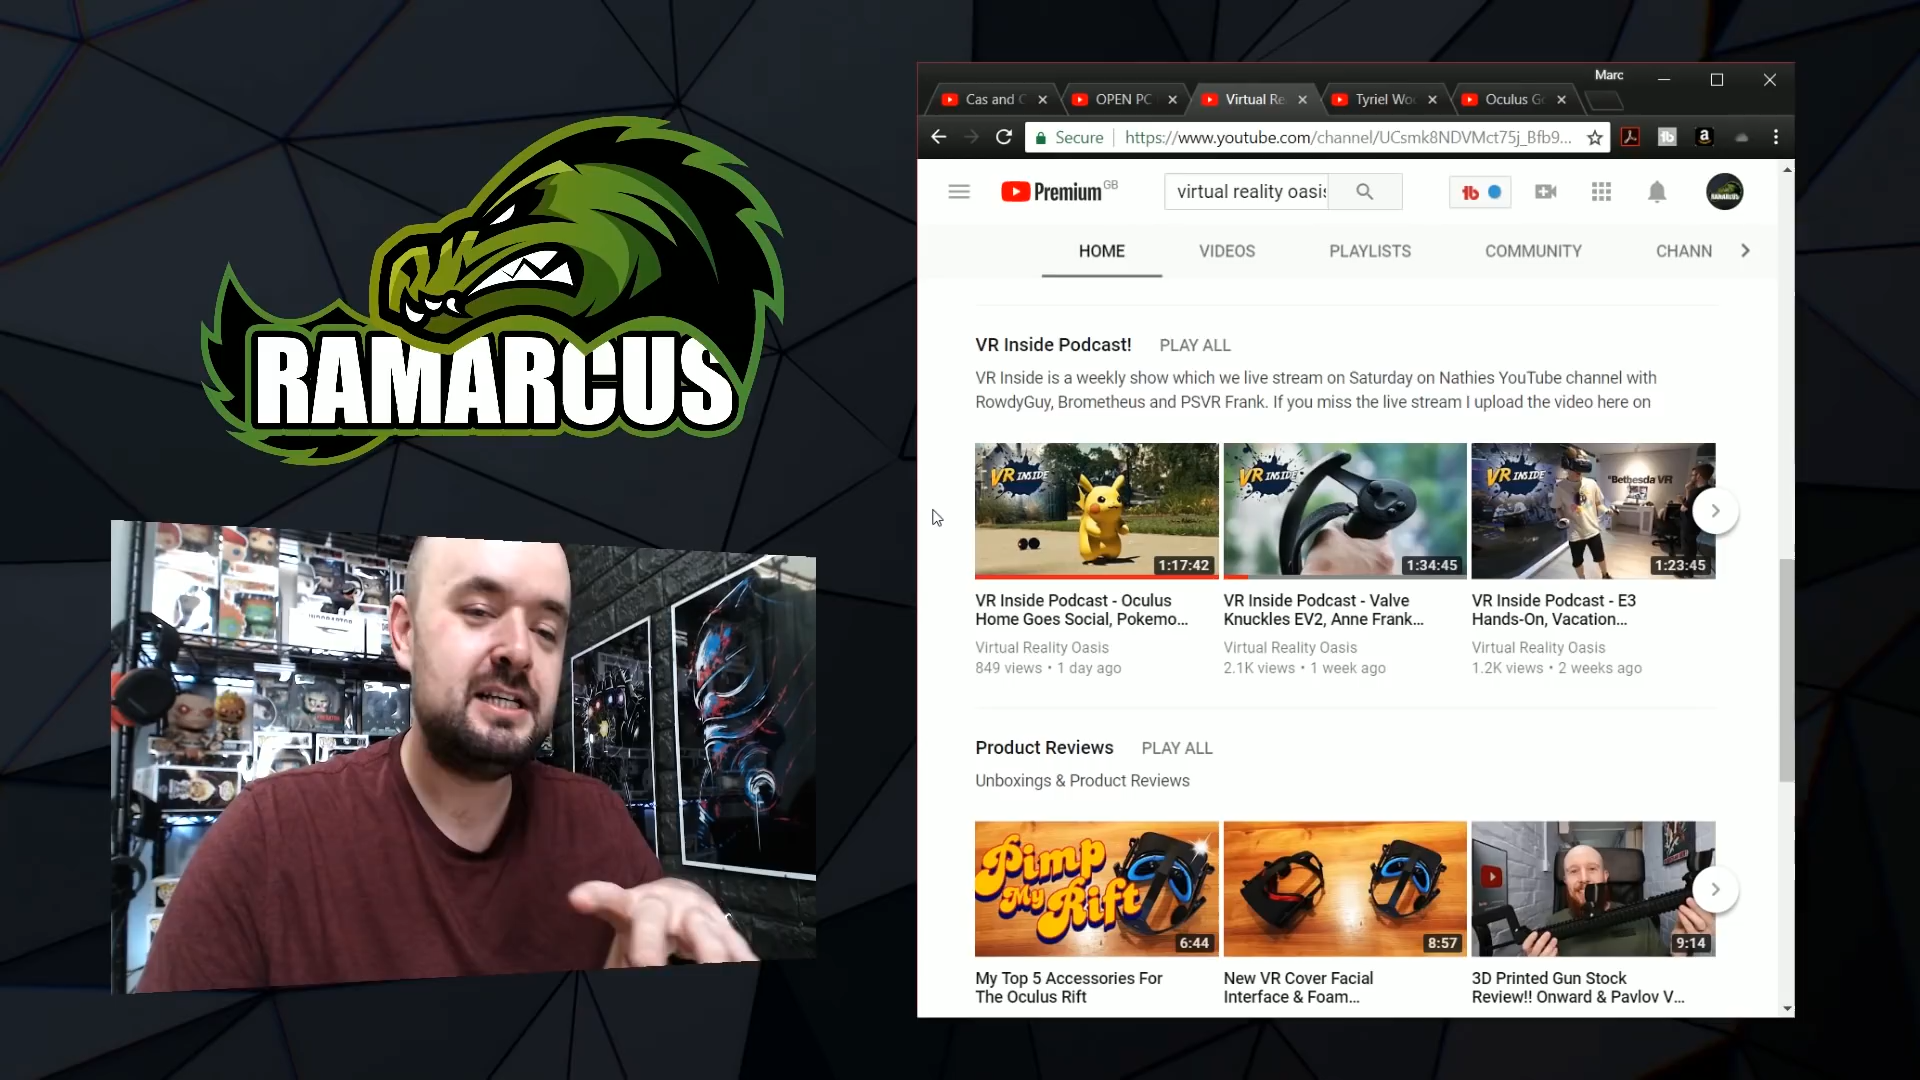 RAMARCUS
Marc
Cas and C
OPEN PC
Virtual Re
Tyriel Wo
Oculus Go
Secure
https://www.youtube.com/channel/UCsmk8NDVMct75j_Bfb9...
Premium GB
virtual reality oasis
RAMARCUS
HOME
VIDEOS
PLAYLISTS
COMMUNITY
CHANN
VR Inside Podcast!
PLAY ALL
VR Inside is a weekly show which we live stream on Saturday on Nathies YouTube channel with
RowdyGuy, Brometheus and PSVR Frank. If you miss the live stream I upload the video here on
VR INSIDE
1:17:42
VR INSIDE
1:34:45
VR INSIDE
"Bethesda VR"
1:23:45
VR Inside Podcast - Oculus
Home Goes Social, Pokemo...
Virtual Reality Oasis
849 views • 1 day ago
VR Inside Podcast - Valve
Knuckles EV2, Anne Frank...
Virtual Reality Oasis
2.1K views • 1 week ago
VR Inside Podcast - E3
Hands-On, Vacation...
Virtual Reality Oasis
1.2K views • 2 weeks ago
Product Reviews
PLAY ALL
Unboxings & Product Reviews
Pimp
My Rift
6:44
8:57
9:14
My Top 5 Accessories For
The Oculus Rift
New VR Cover Facial
Interface & Foam...
3D Printed Gun Stock
Review!! Onward & Pavlov V...